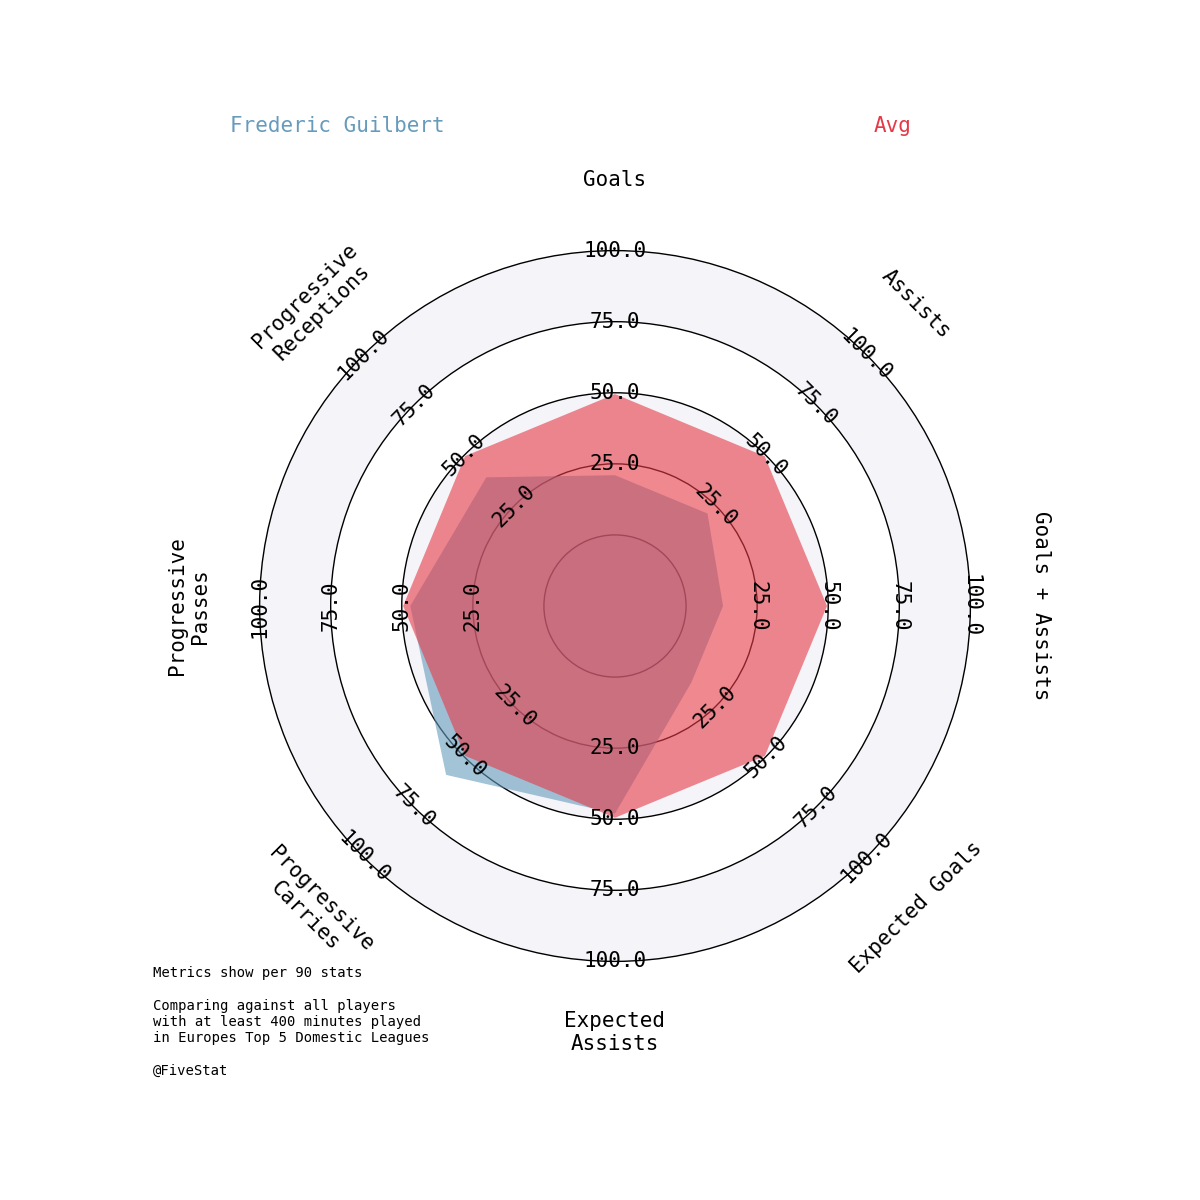 Frederic Guilbert
Avg
Goals
Assists
Goals + Assists
Expected Goals
Expected
Assists
Progressive
Carries
Progressive
Passes
Progressive
Receptions
25.0
50.0
75.0
100.0
25.0
50.0
75.0
100.0
25.0
50.0
75.0
100.0
25.0
50.0
75.0
100.0
25.0
50.0
75.0
100.0
25.0
50.0
75.0
100.0
25.0
50.0
75.0
100.0
25.0
50.0
75.0
100.0
Metrics show per 90 stats
Comparing against all players
with at least 400 minutes played
in Europes Top 5 Domestic Leagues
@FiveStat